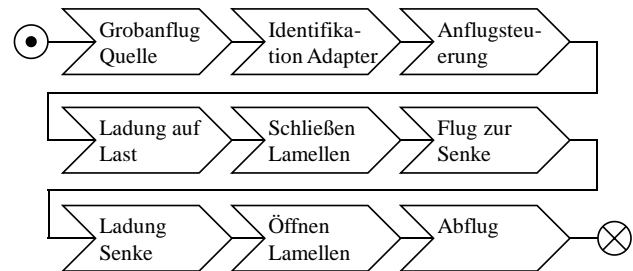 Grobanflug
Quelle
Identifika-
tion Adapter
Anflugsteu-
erung
Ladung auf
Last
Schließen
Lamellen
Flug zur
Senke
Ladung
Senke
Öffnen
Lamellen
Abflug